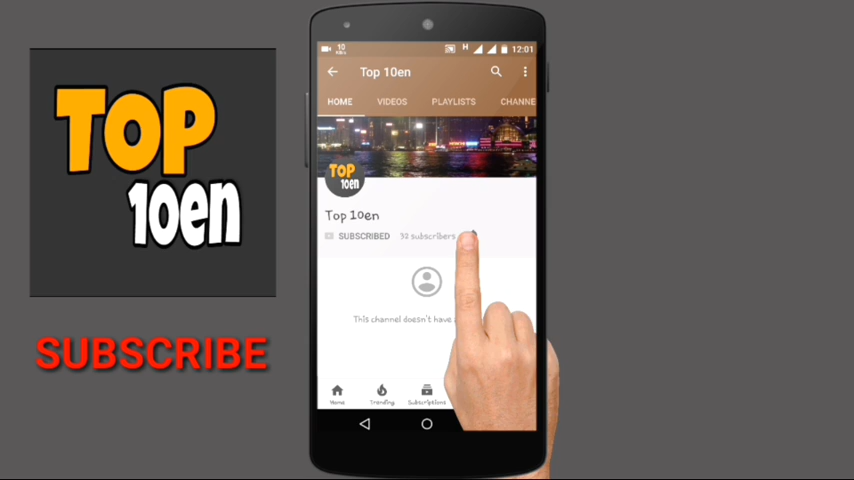 TOP
10en
SUBSCRIBE
10
KB/s
H
12:01
Top 10en
HOME
VIDEOS
PLAYLISTS
CHANNE
TOP
10en
Top 10en
SUBSCRIBED
32 subscribers
This channel doesn't have
Home
Trending
Subscriptions